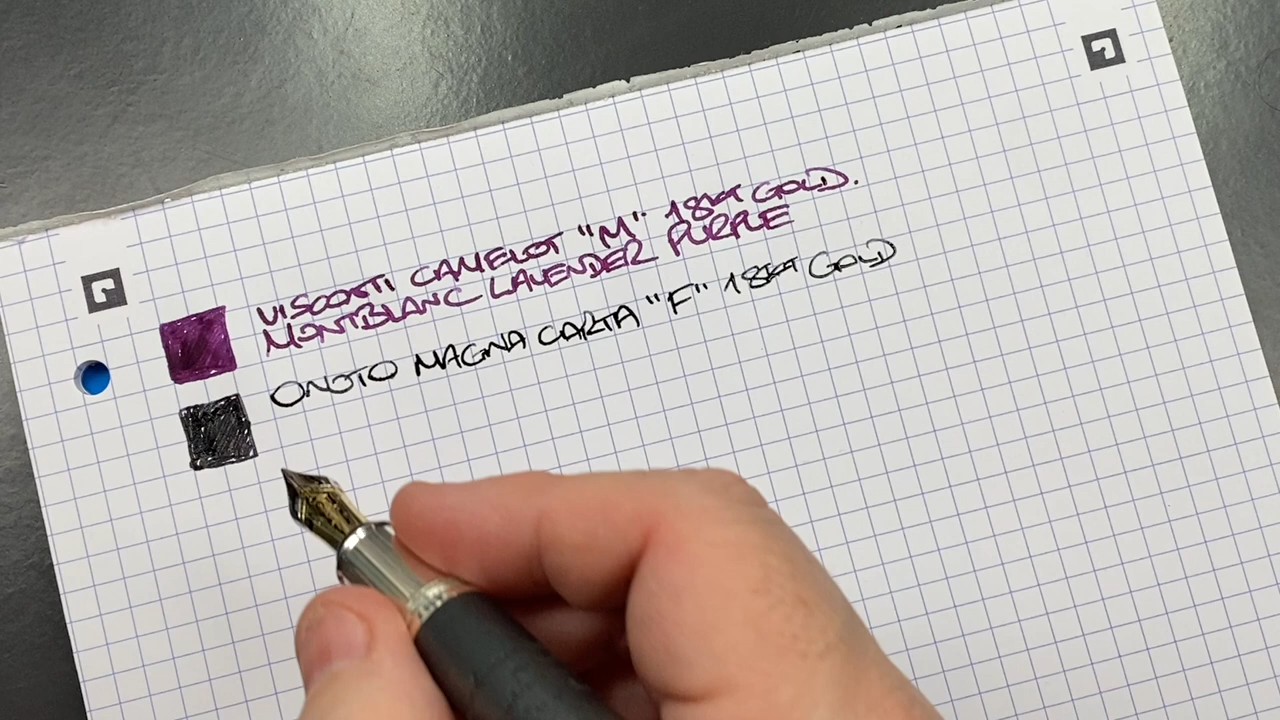 VISCONTI CAMELOT "M" 18KT GOLD.
MONTBLANC LAVENDER PURPLE
ONOTO MAGNA CARTA "F" 18KT GOLD